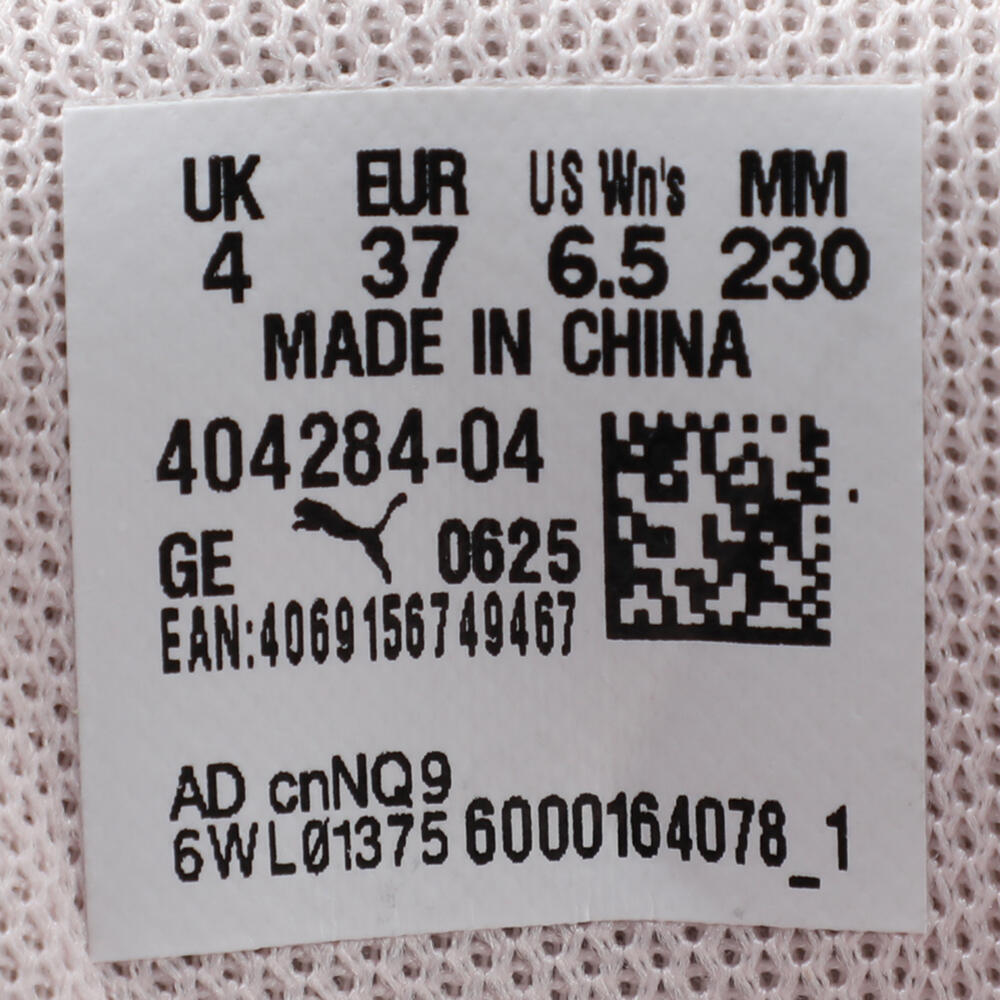 UK EUR US Wn's MM
4 37 6.5 230
MADE IN CHINA
404284-04
GE 0625
EAN:4069156749467
AD cnNQ9
6WLØ1375 6000164078_1